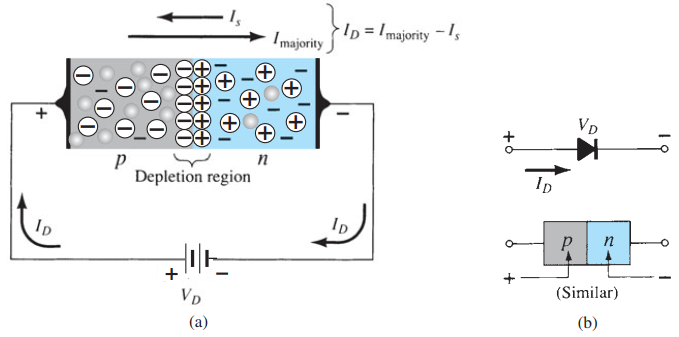 I_s
I_majority
I_D = I_majority – I_s
+
−
p
n
Depletion region
I_D
I_D
+
−
V_D
(a)
+
V_D
−
I_D
p
n
+
−
(Similar)
(b)